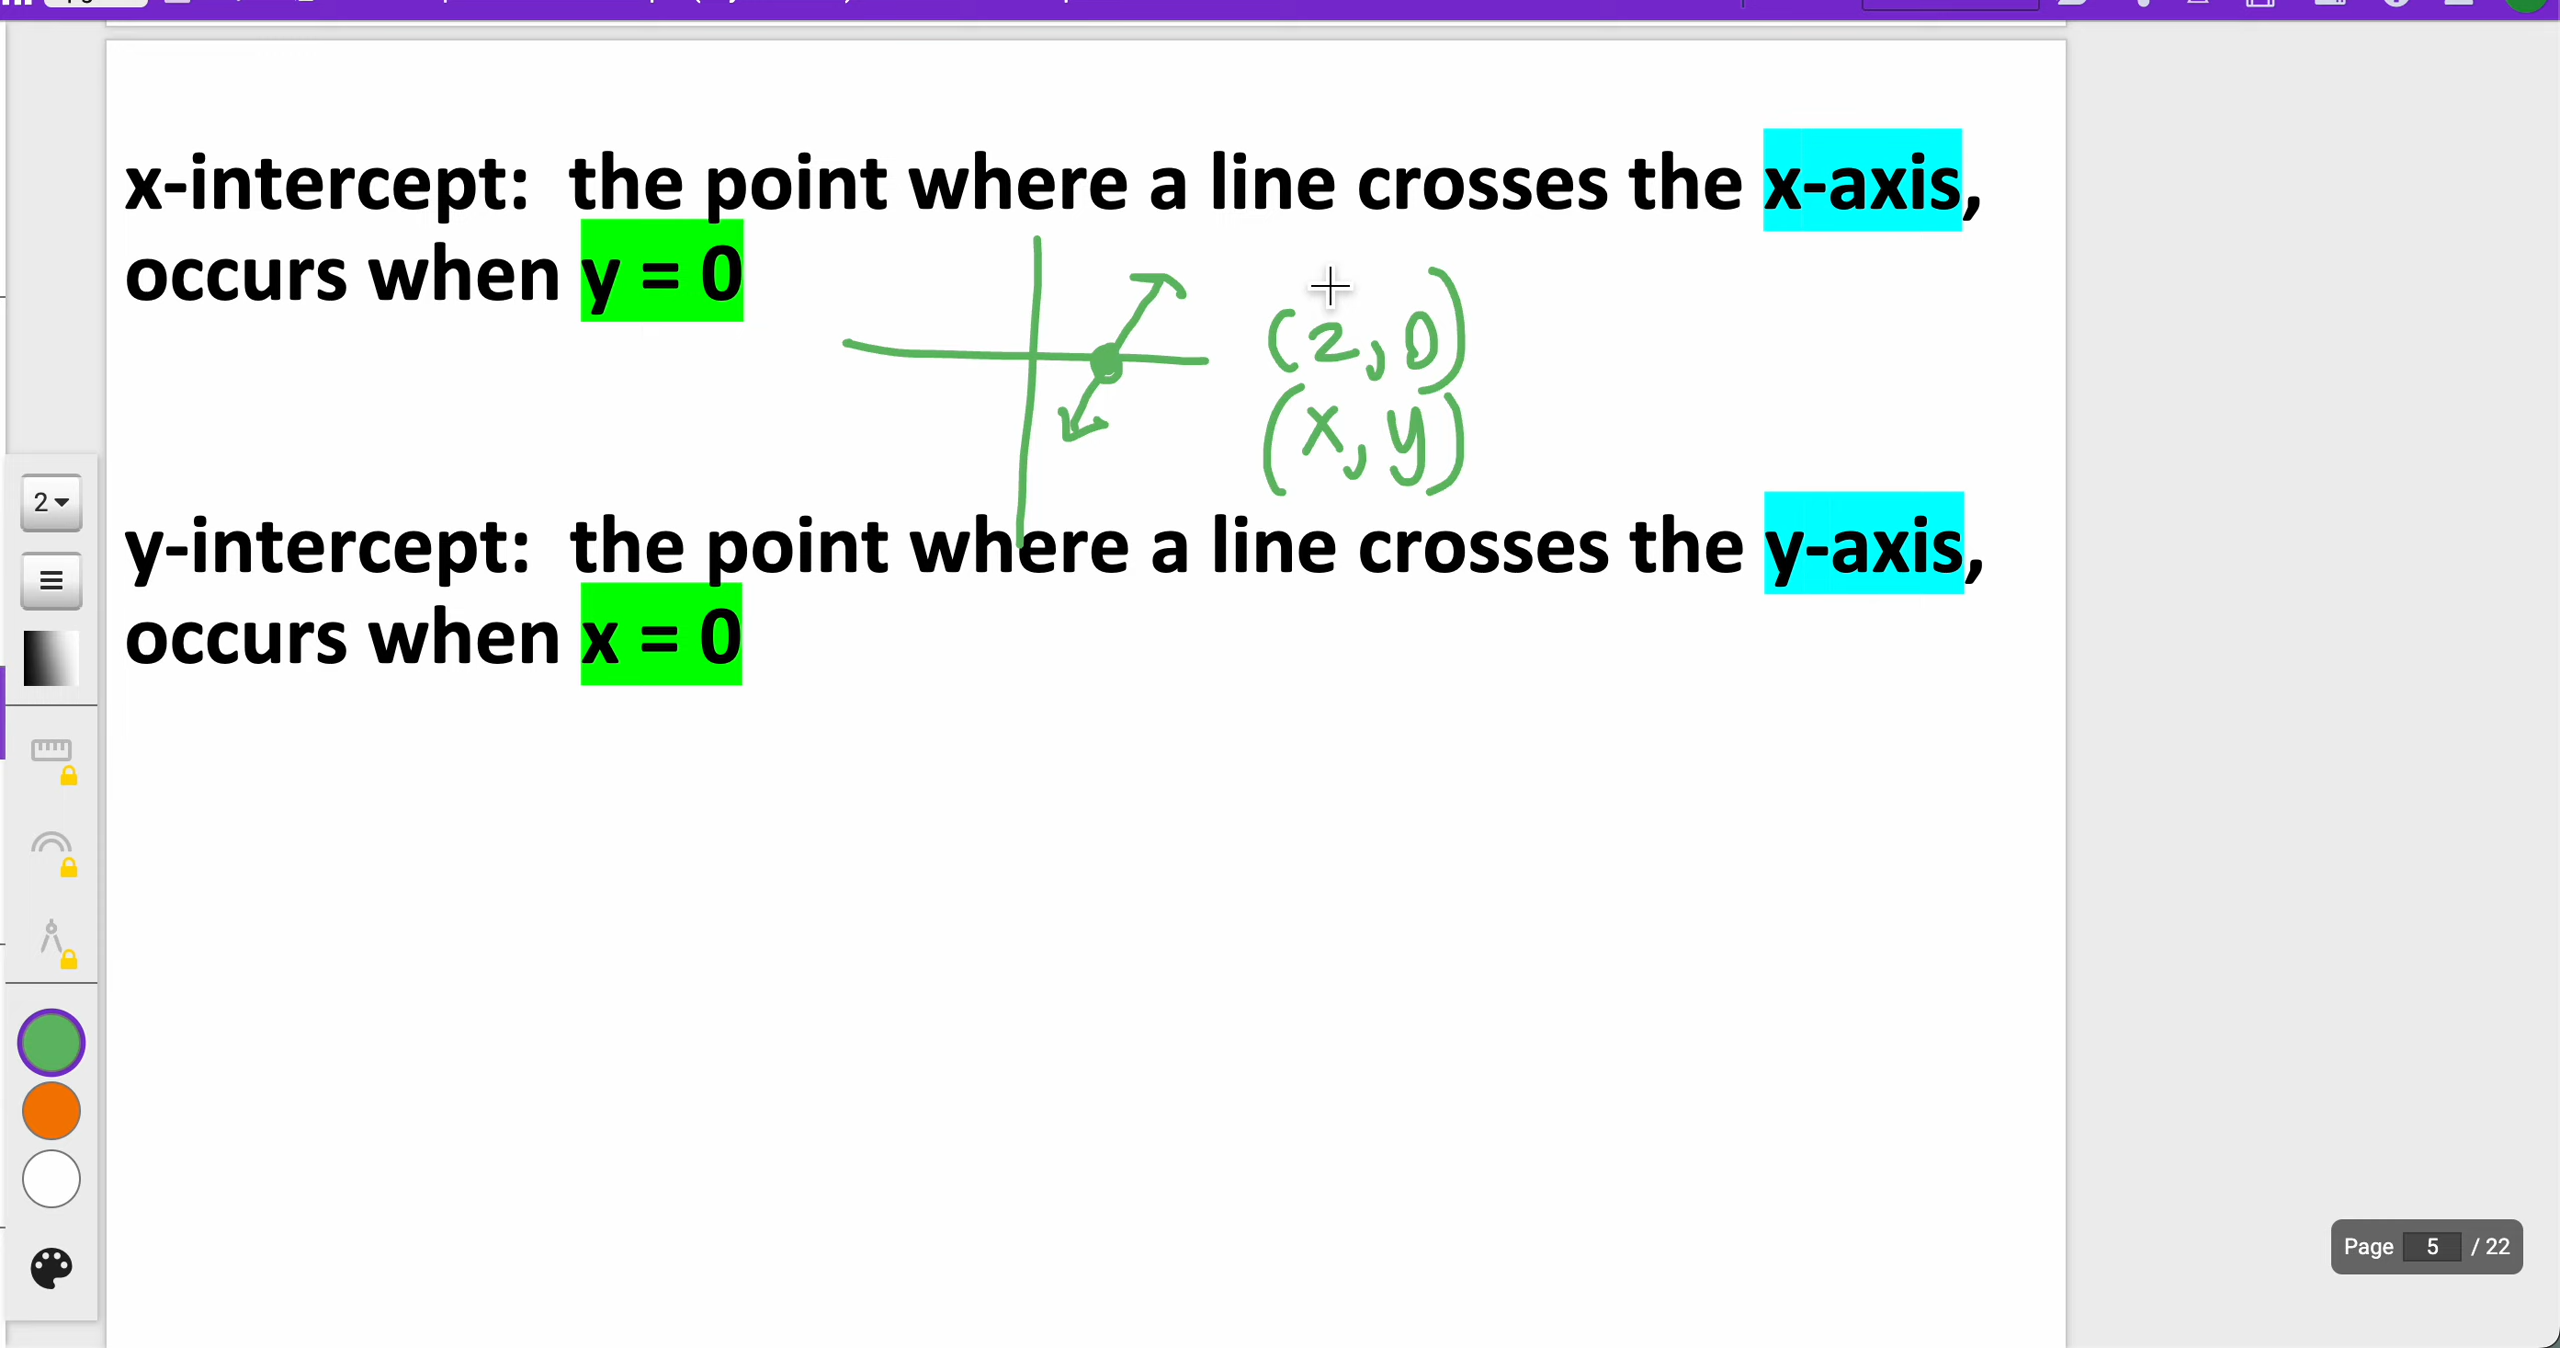 x-intercept: the point where a line crosses the x-axis,
occurs when y = 0
(2, 0)
(x, y)
y-intercept: the point where a line crosses the y-axis,
occurs when x = 0
2
Page 5 / 22